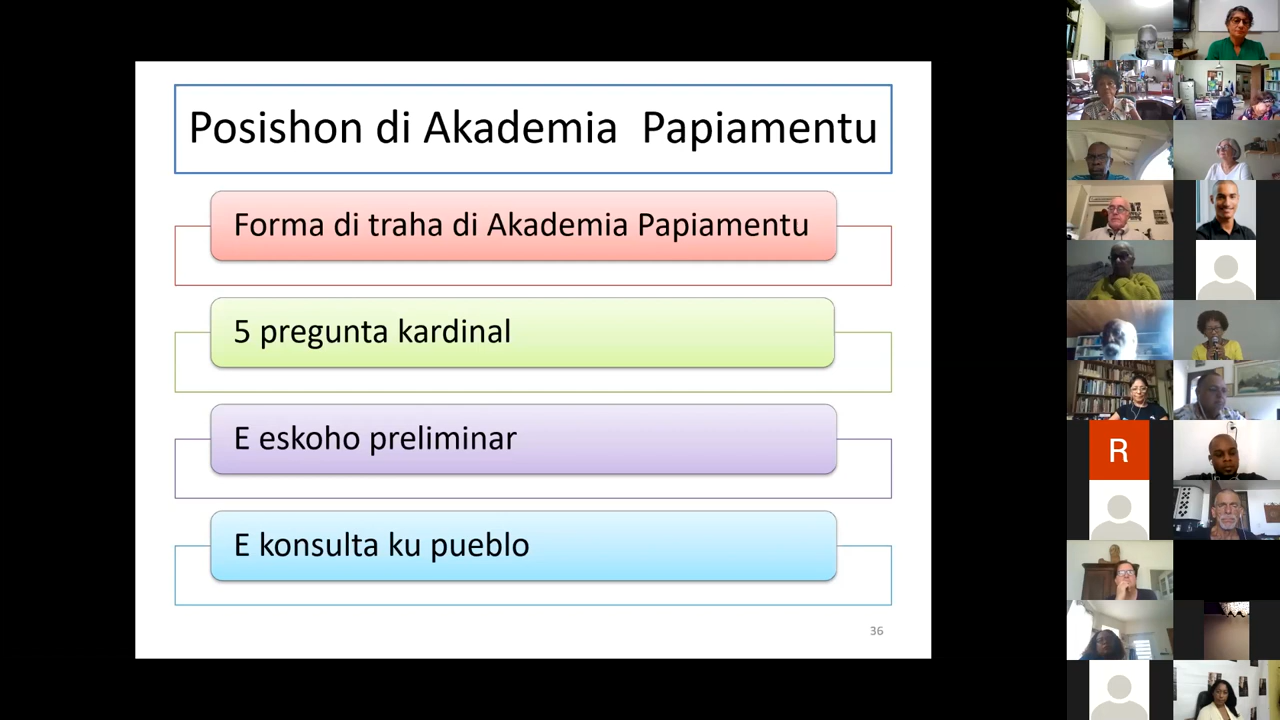 Posishon di Akademia Papiamentu
Forma di traha di Akademia Papiamentu
5 pregunta kardinal
E eskoho preliminar
E konsulta ku pueblo
36
R